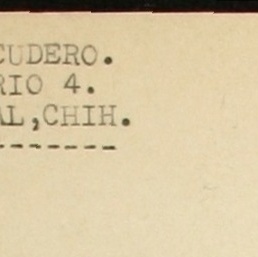 CUDERO.
RIO 4.
AL,CHIH.
-------